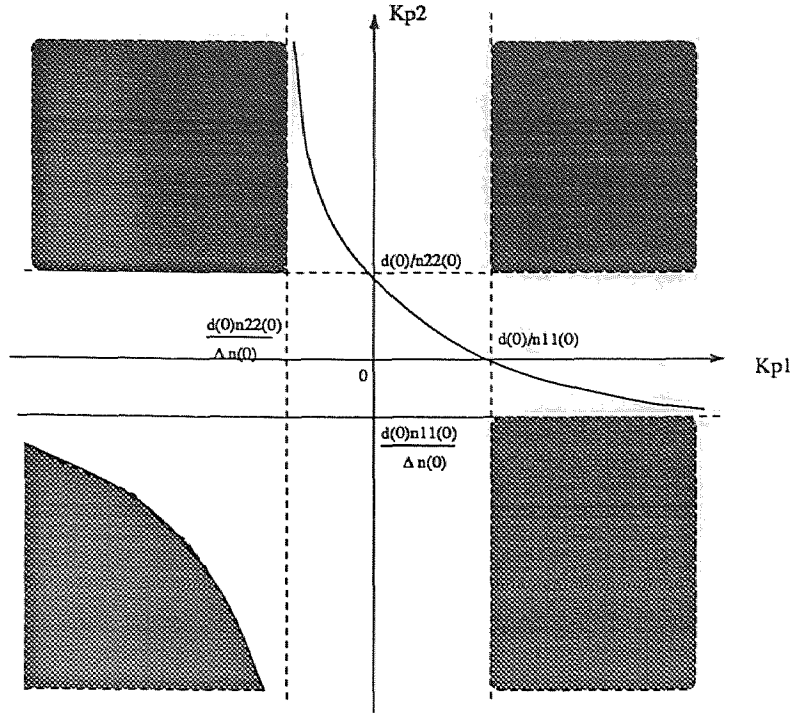 Kp2
d(0)/n22(0)
d(0)n22(0)
Δ n(0)
d(0)/n11(0)
Kp1
0
d(0)n11(0)
Δ n(0)